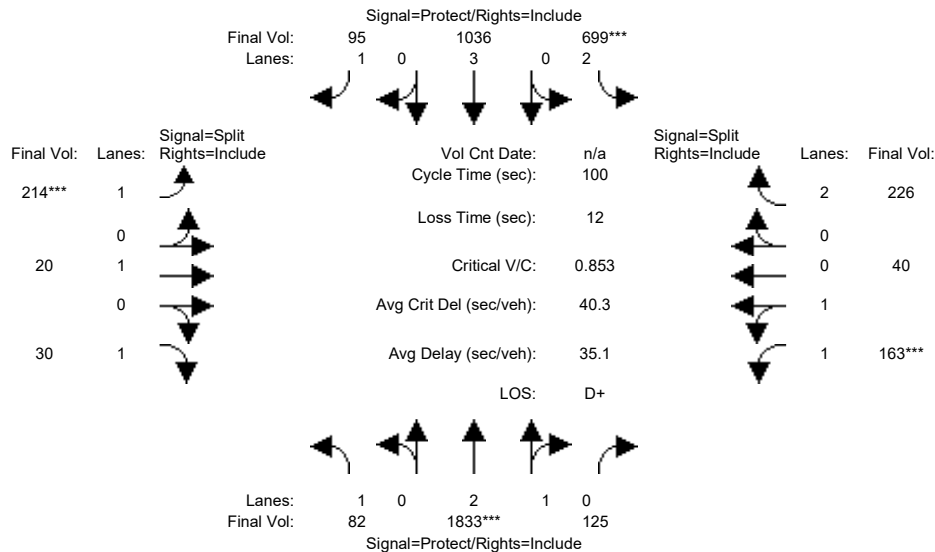 Signal=Protect/Rights=Include
Final Vol: 95 1036 699***
Lanes: 1 0 3 0 2
Signal=Split
Final Vol: Lanes: Rights=Include
Vol Cnt Date: n/a
Signal=Split
Rights=Include Lanes: Final Vol:
Cycle Time (sec): 100
214*** 1
2 226
Loss Time (sec): 12
0
0
20 1
Critical V/C: 0.853
0 40
0
Avg Crit Del (sec/veh): 40.3
1
30 1
Avg Delay (sec/veh): 35.1
1 163***
LOS: D+
Lanes: 1 0 2 1 0
Final Vol: 82 1833*** 125
Signal=Protect/Rights=Include